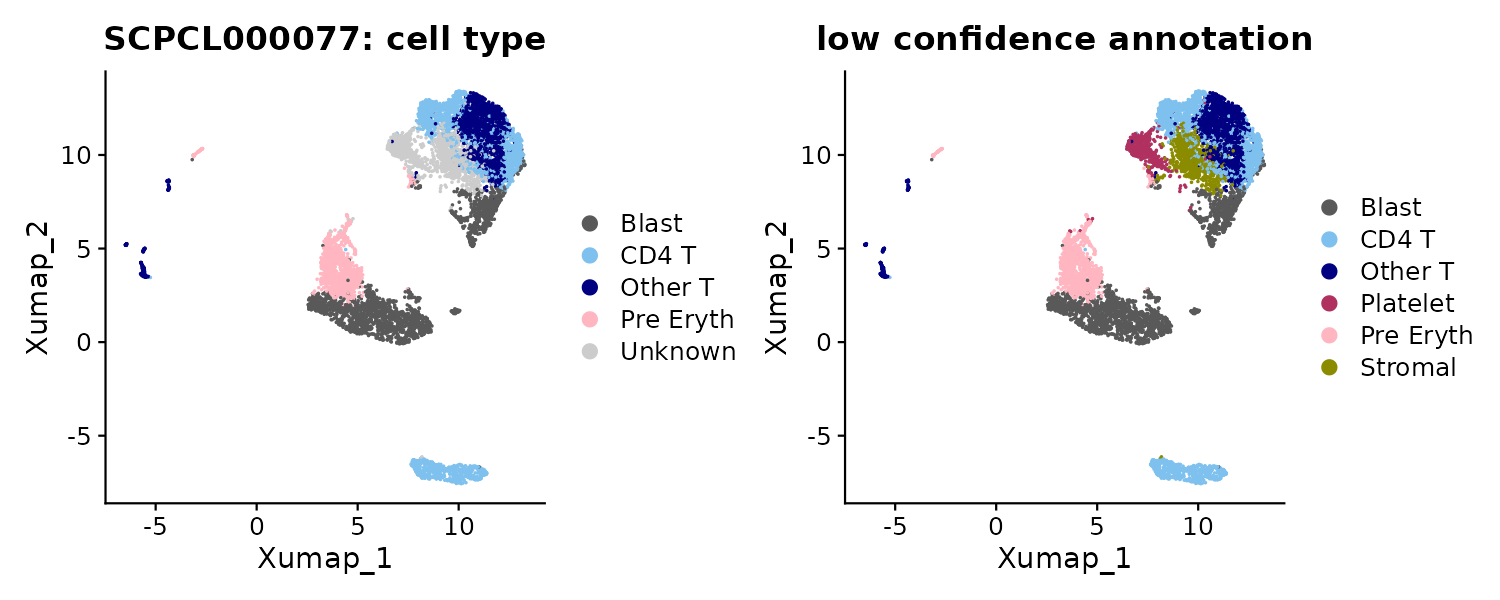 SCPCL000077: cell type
10
5
0
-5
-5
0
5
10
Xumap_2
Xumap_1
Blast
CD4 T
Other T
Pre Eryth
Unknown
low confidence annotation
10
5
0
-5
-5
0
5
10
Xumap_2
Xumap_1
Blast
CD4 T
Other T
Platelet
Pre Eryth
Stromal